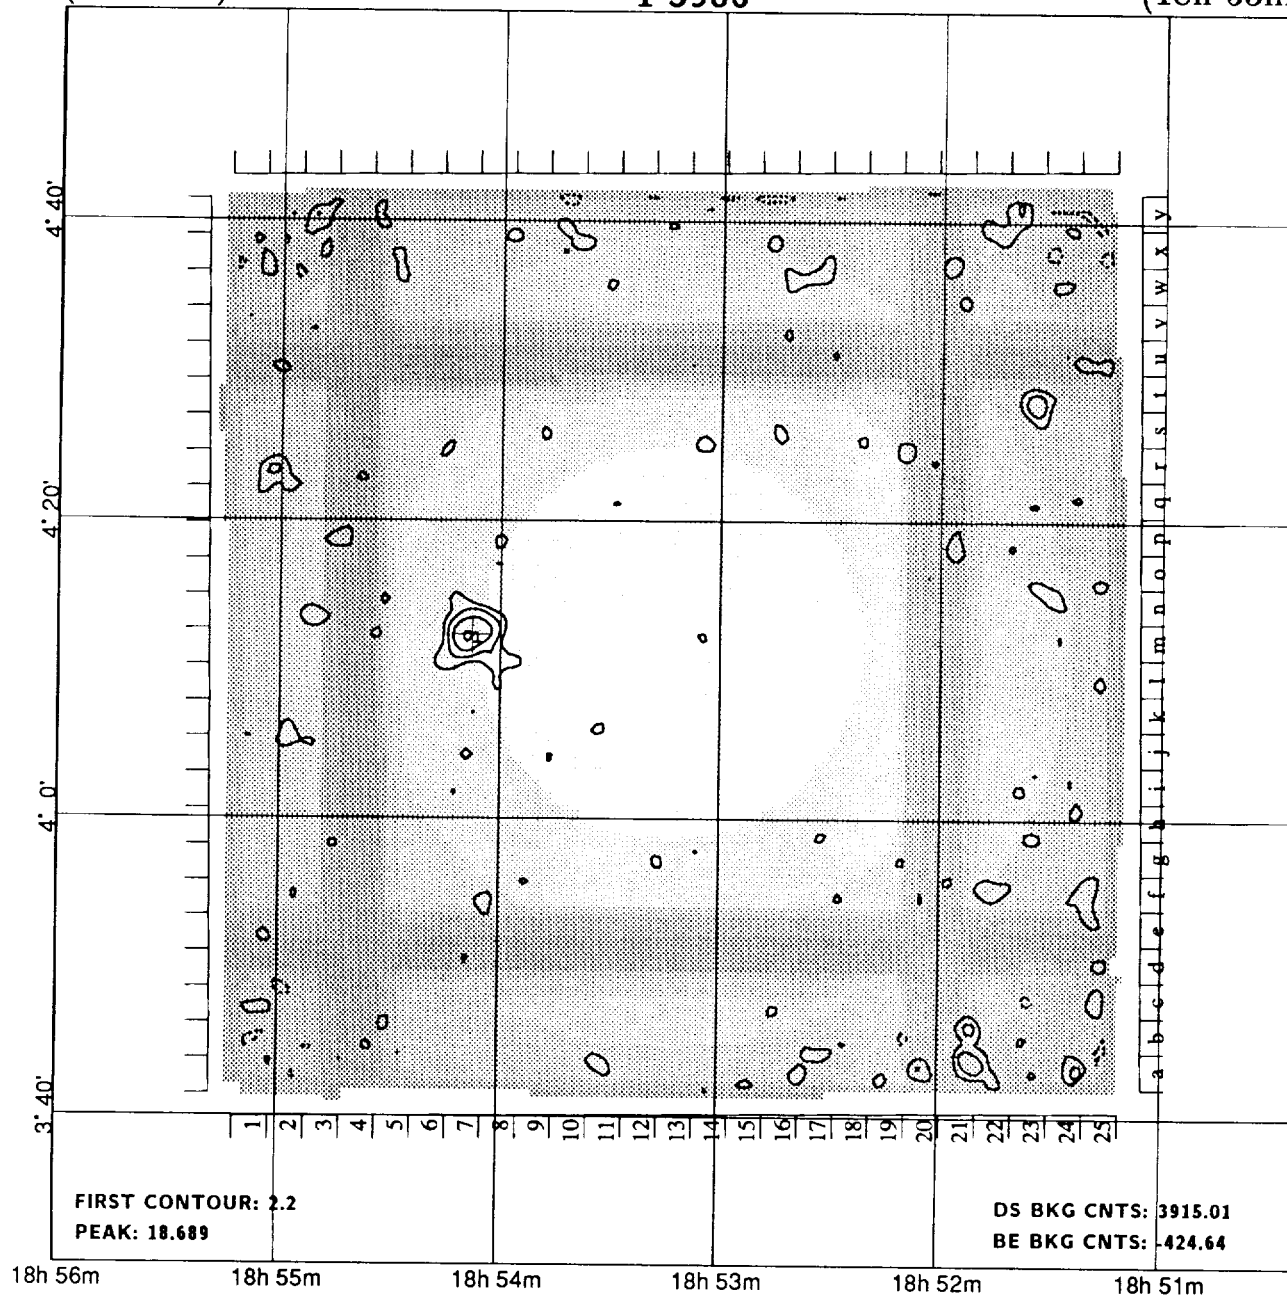 4° 40'
4° 20'
4° 0'
3° 40'
y
x
w
v
u
t
s
r
q
p
o
n
m
l
k
j
i
h
g
f
e
d
c
b
a
1 2 3 4 5 6 7 8 9 10 11 12 13 14 15 16 17 18 19 20 21 22 23 24 25
FIRST CONTOUR: 2.2
PEAK: 18.689
DS BKG CNTS: 3915.01
BE BKG CNTS: -424.64
18h 56m 18h 55m 18h 54m 18h 53m 18h 52m 18h 51m